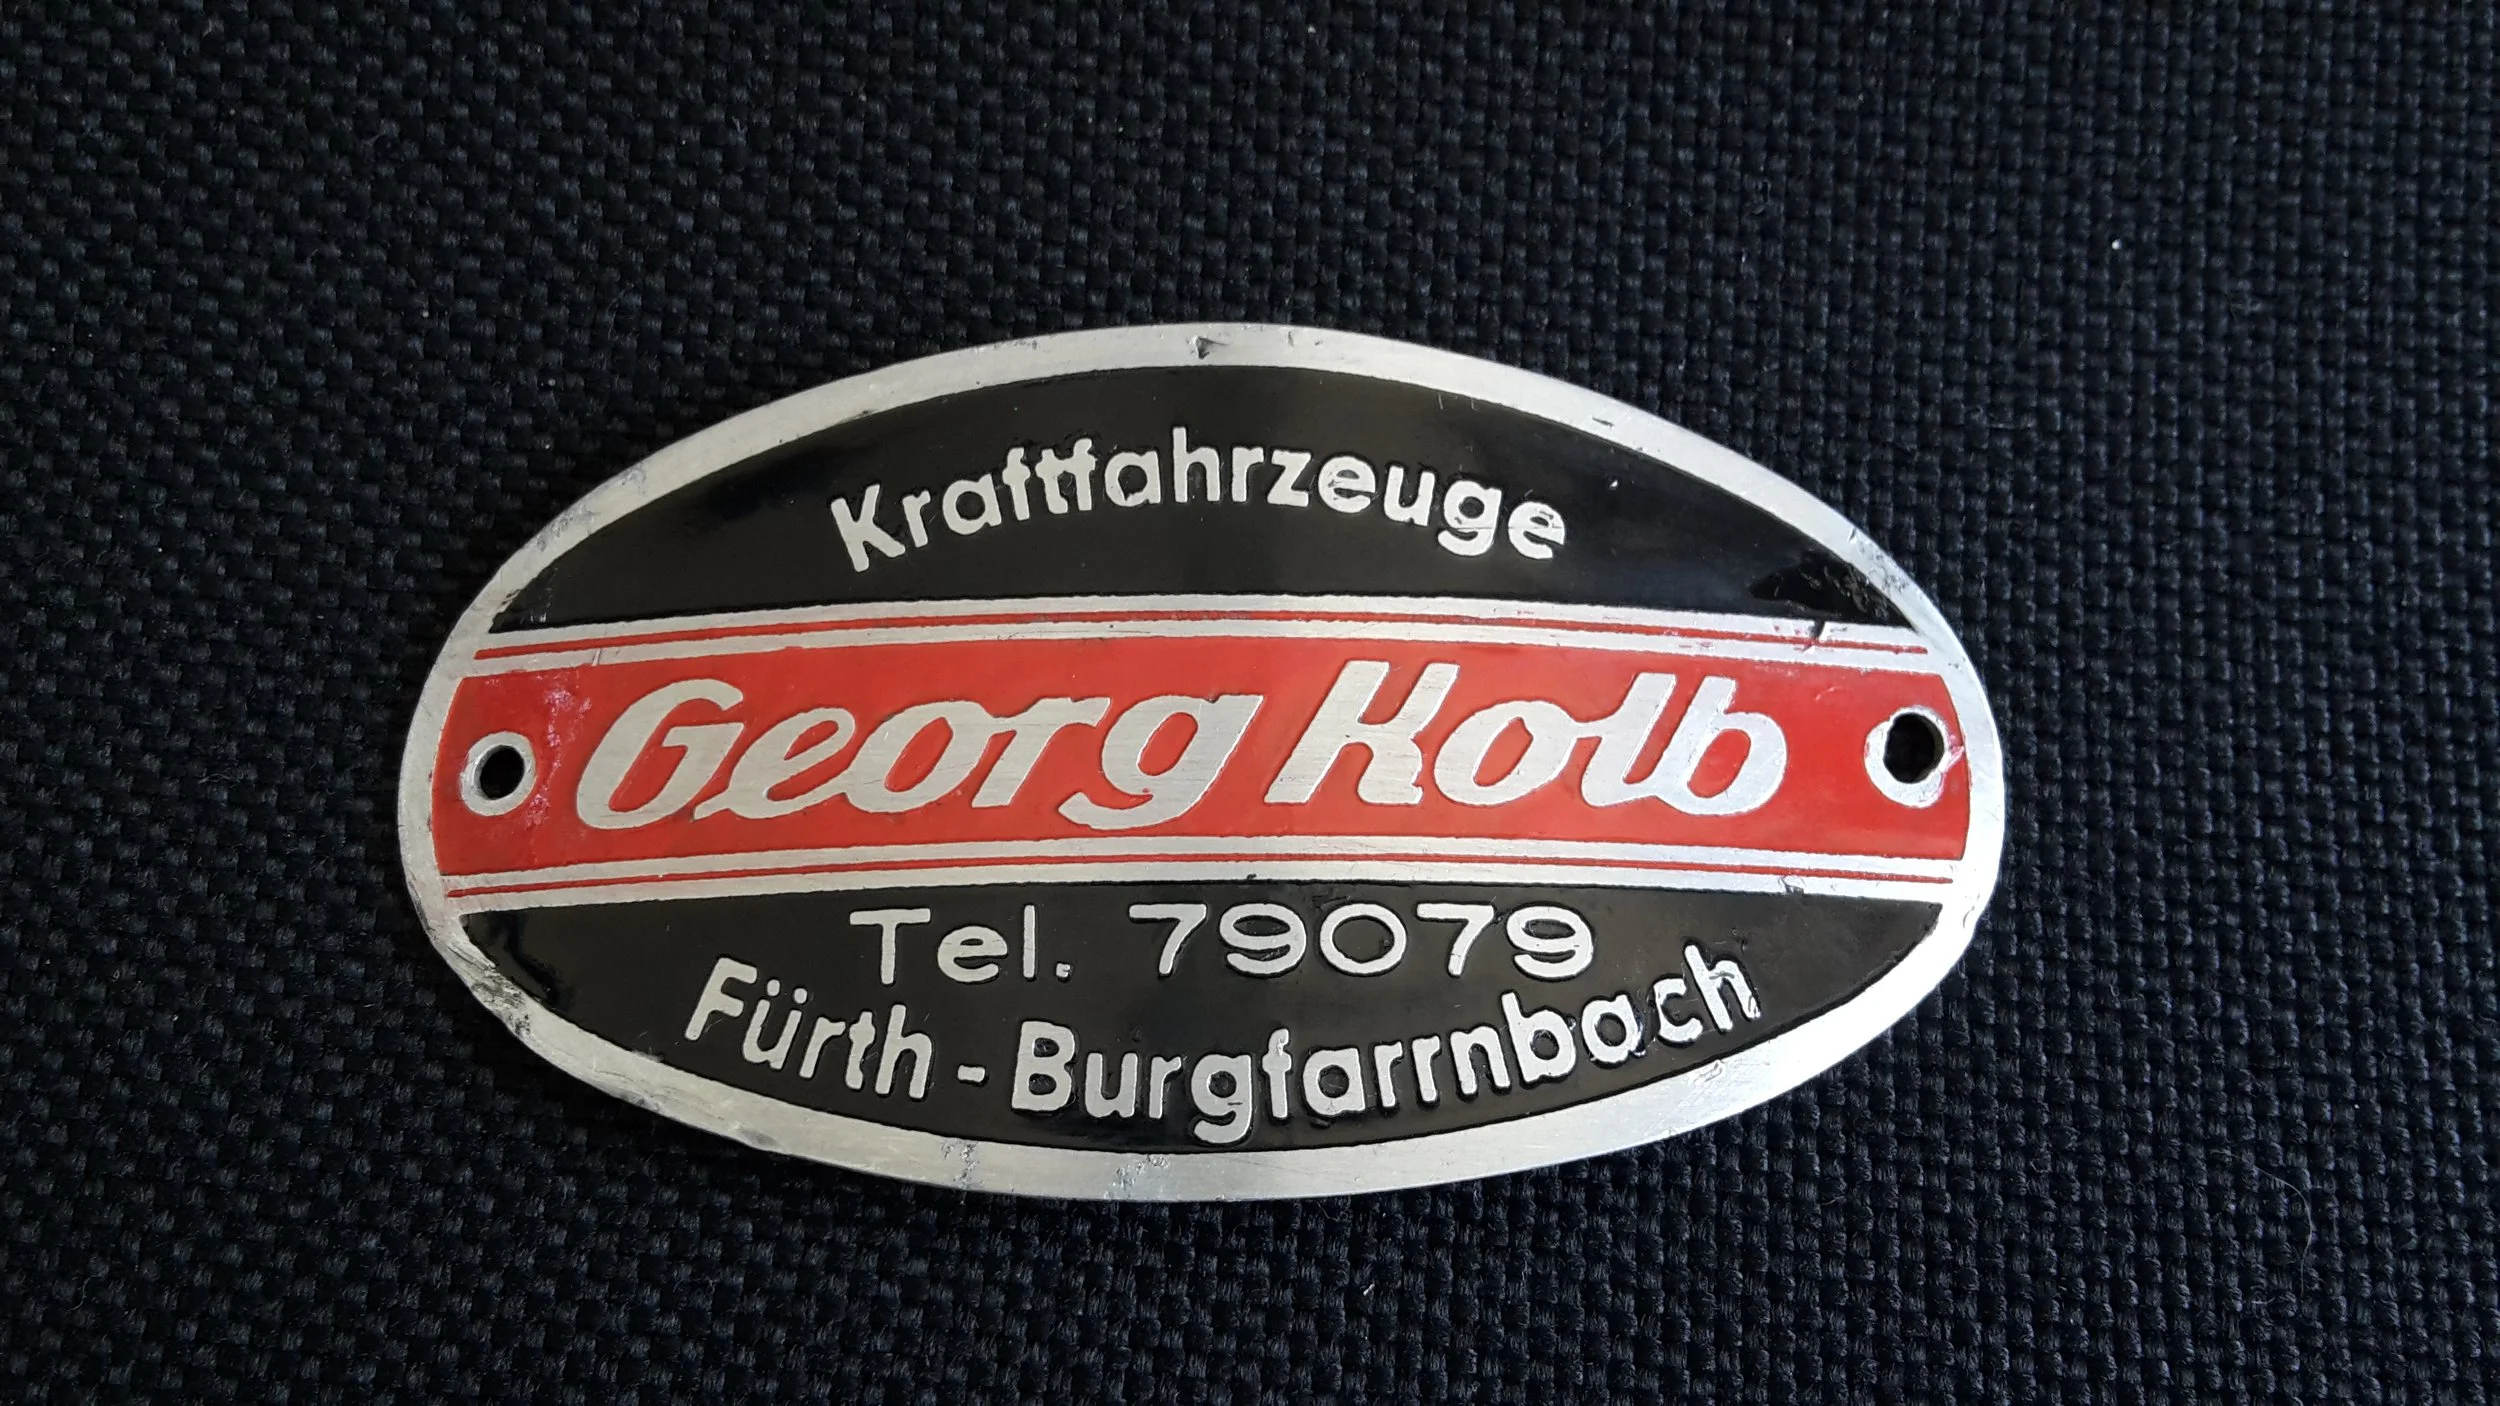 Kraftfahrzeuge
Georg Kolb
Tel. 79079
Fürth - Burgfarrnbach